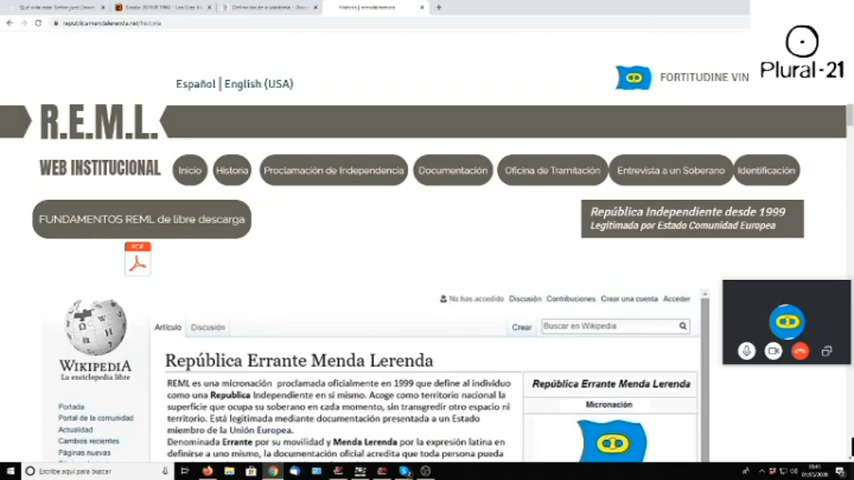 Historia | mendalerenda
republicamendalerenda.net/historia
Plural-21
Español | English (USA)
FORTITUDINE VIN
R.E.M.L.
WEB INSTITUCIONAL
Inicio
Historia
Proclamación de Independencia
Documentación
Oficina de Tramitación
Entrevista a un Soberano
Identificación
FUNDAMENTOS REML de libre descarga
República Independiente desde 1999
Legitimada por Estado Comunidad Europea
PDF
No has accedido Discusión Contribuciones Crear una cuenta Acceder
Artículo Discusión Crear Buscar en Wikipedia
WIKIPEDIA
La enciclopedia libre
Portada
Portal de la comunidad
Actualidad
Cambios recientes
Páginas nuevas
República Errante Menda Lerenda
REML es una micronación proclamada oficialmente en 1999 que define al individuo
como una Republica Independiente en sí mismo. Acoge como territorio nacional la
superficie que ocupa su soberano en cada momento, sin transgredir otro espacio ni
territorio. Está legitimada mediante documentación presentada a un Estado
miembro de la Unión Europea.
Denominada Errante por su movilidad y Menda Lerenda por la expresión latina en
definirse a uno mismo, la documentación oficial acredita que toda persona pueda
República Errante Menda Lerenda
Micronación
Escribe aquí para buscar